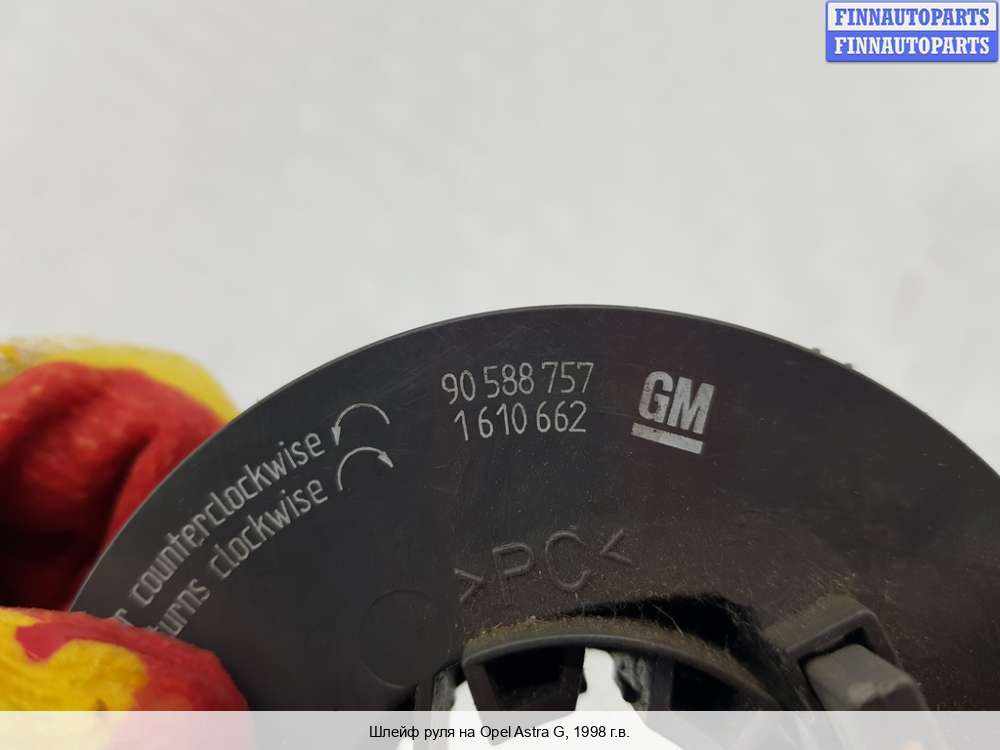 FINNAUTOPARTS
FINNAUTOPARTS
90 588 757
1 610 662
GM
counterclockwise
turns clockwise
>PC<
Шлейф руля на Opel Astra G, 1998 г.в.